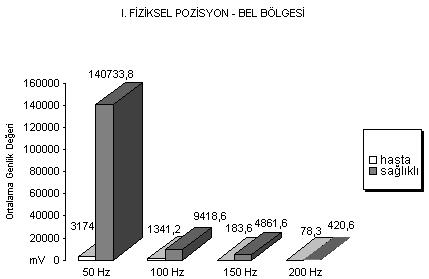 I. FİZİKSEL POZİSYON - BEL BÖLGESİ
Ortalama Genlik Değeri
160000
140000
120000
100000
80000
60000
40000
20000
mV 0
3174
140733,8
1341,2
9418,6
183,6
4861,6
78,3
420,6
50 Hz
100 Hz
150 Hz
200 Hz
hasta
sağlıklı